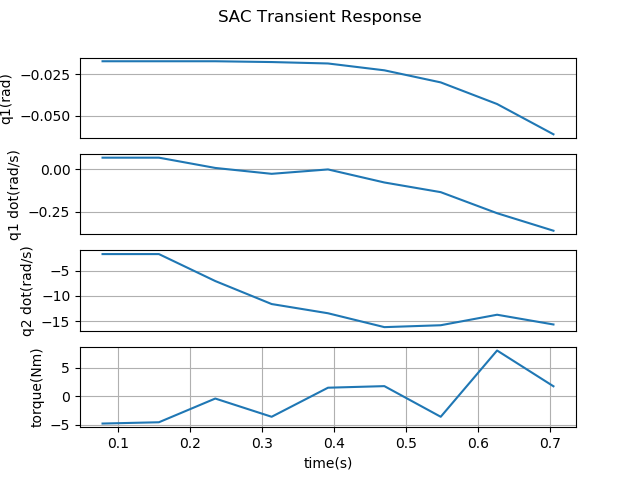 SAC Transient Response
q1(rad)
−0.025
−0.050
q1 dot(rad/s)
0.00
−0.25
q2 dot(rad/s)
−5
−10
−15
torque(Nm)
5
0
−5
0.1 0.2 0.3 0.4 0.5 0.6 0.7
time(s)